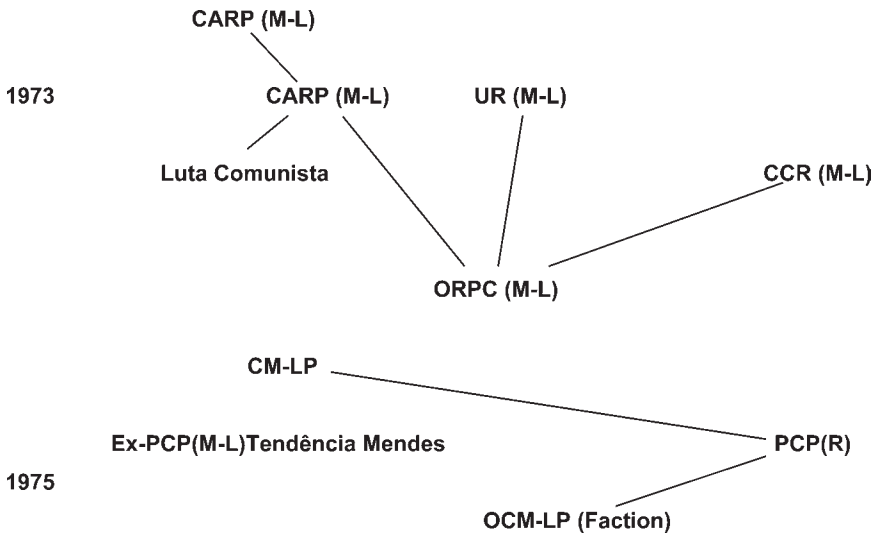 CARP (M-L)
1973
CARP (M-L)
UR (M-L)
Luta Comunista
CCR (M-L)
ORPC (M-L)
CM-LP
Ex-PCP(M-L)Tendência Mendes
PCP(R)
1975
OCM-LP (Faction)